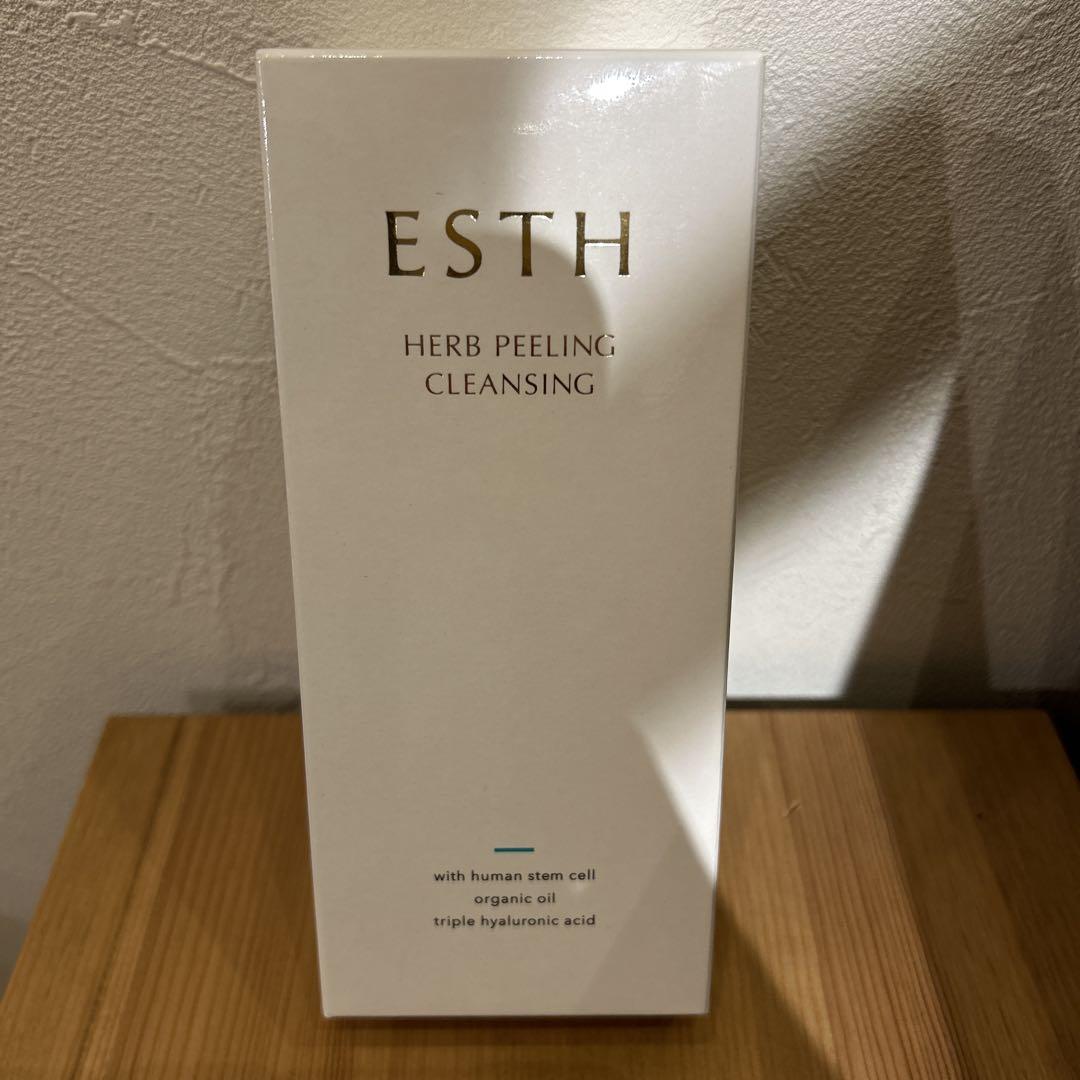 ESTH
HERB PEELING
CLEANSING
with human stem cell
organic oil
triple hyaluronic acid